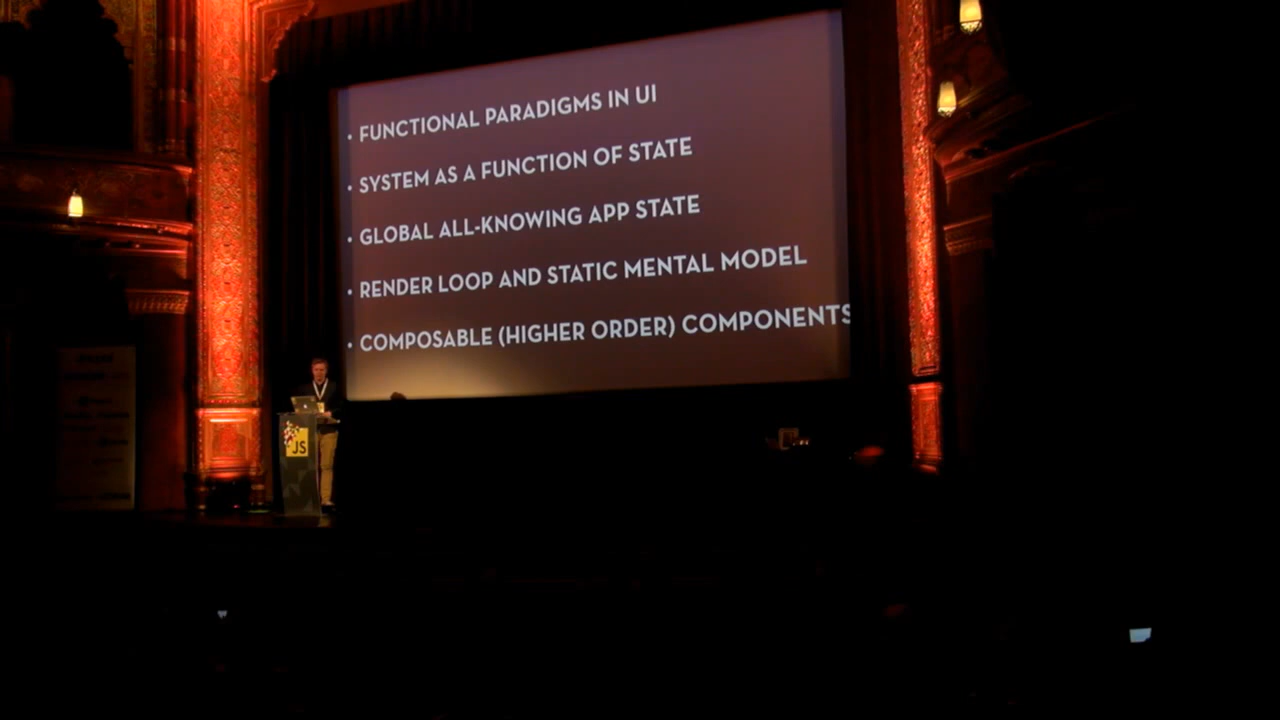 • FUNCTIONAL PARADIGMS IN UI
• SYSTEM AS A FUNCTION OF STATE
• GLOBAL ALL-KNOWING APP STATE
• RENDER LOOP AND STATIC MENTAL MODEL
• COMPOSABLE (HIGHER ORDER) COMPONENTS
JS